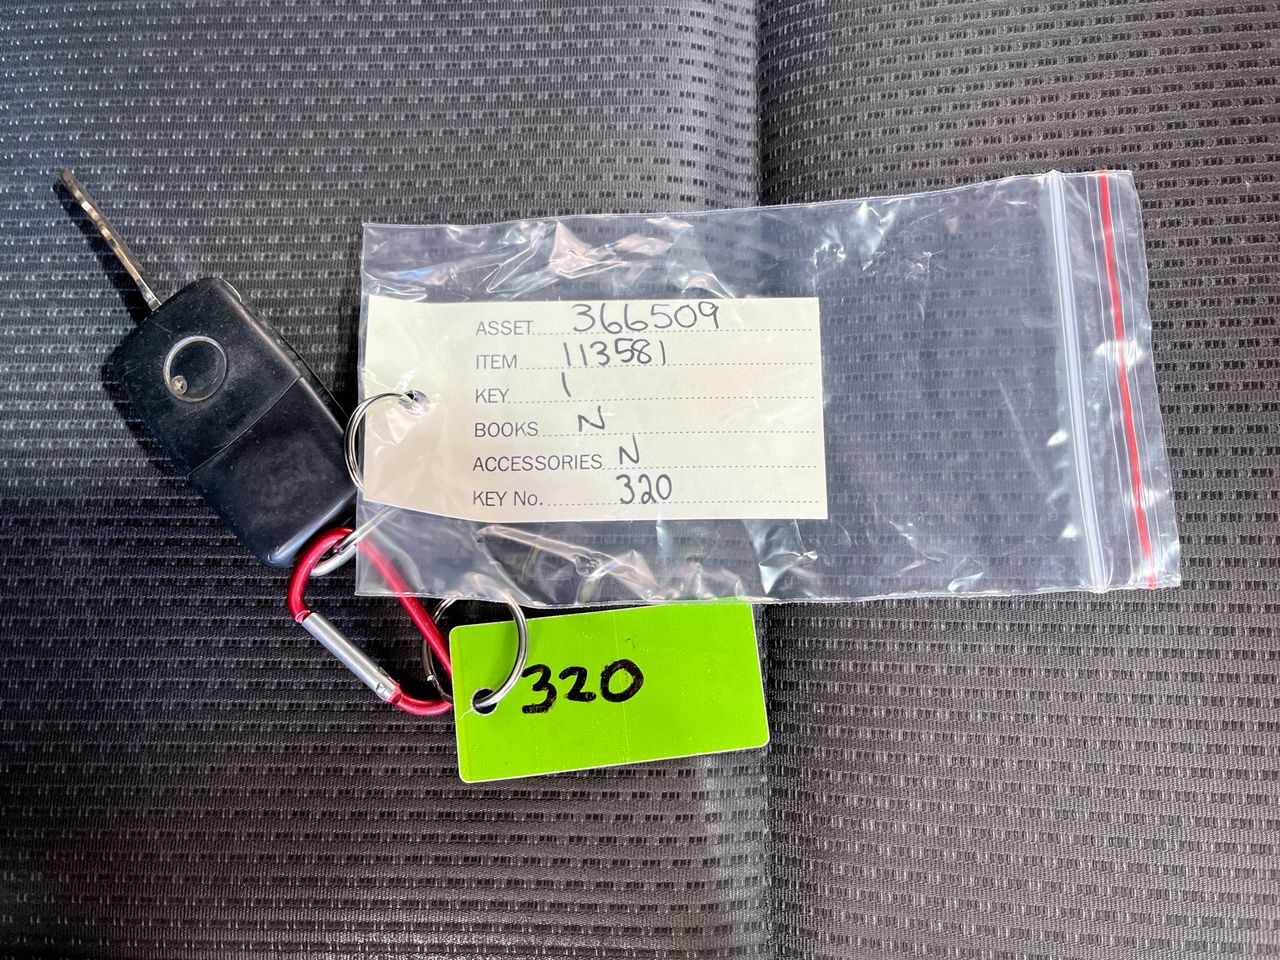 ASSET 366509
ITEM 113581
KEY 1
BOOKS N
ACCESSORIES N
KEY No. 320
320